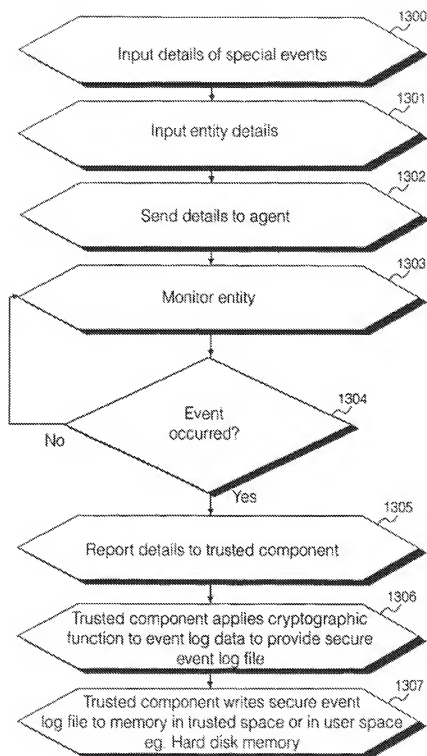 1300
Input details of special events
1301
Input entity details
1302
Send details to agent
1303
Monitor entity
1304
Event
occurred?
No
Yes
1305
Report details to trusted component
1306
Trusted component applies cryptographic
function to event log data to provide secure
event log file
1307
Trusted component writes secure event
log file to memory in trusted space or in user space
eg. Hard disk memory